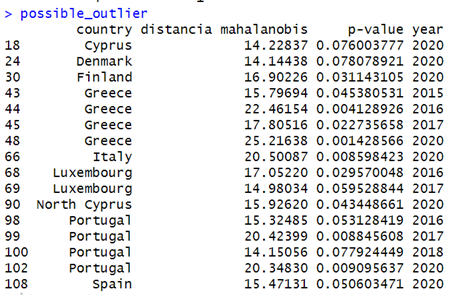 > possible_outlier
country distancia mahalanobis p-value year
18 Cyprus 14.22837 0.076003777 2020
24 Denmark 14.14438 0.078078921 2020
30 Finland 16.90226 0.031143105 2020
43 Greece 15.79694 0.045380531 2015
44 Greece 22.46154 0.004128926 2016
45 Greece 17.80516 0.022735658 2017
48 Greece 25.21638 0.001428566 2020
66 Italy 20.50087 0.008598423 2020
68 Luxembourg 17.05220 0.029570048 2016
69 Luxembourg 14.98034 0.059528844 2017
90 North Cyprus 15.92620 0.043448661 2020
98 Portugal 15.32485 0.053128419 2016
99 Portugal 20.42399 0.008845608 2017
100 Portugal 14.15056 0.077924449 2018
102 Portugal 20.34830 0.009095637 2020
108 Spain 15.47131 0.050603471 2020